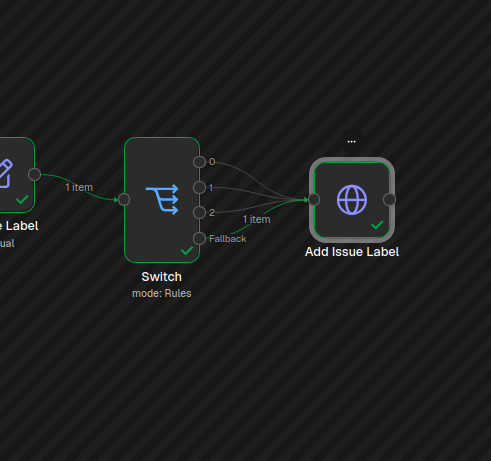 ...
0
1 item
1
2
1 item
Fallback
e Label
ual
Switch
mode: Rules
Add Issue Label